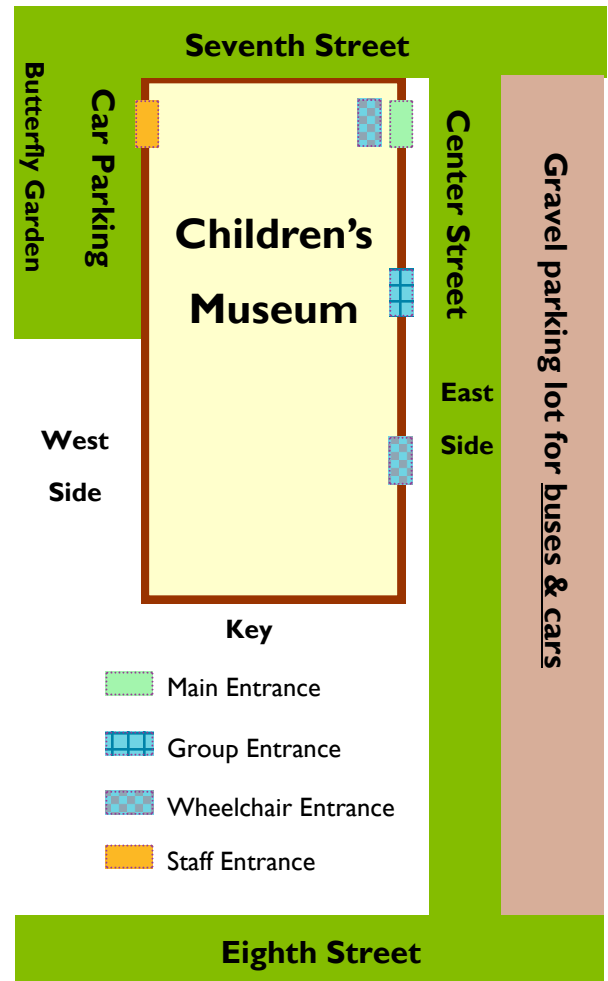 Seventh Street
Butterfly Garden
Car Parking
Children’s
Museum
Center Street
Gravel parking lot for buses & cars
East
Side
West
Side
Key
Main Entrance
Group Entrance
Wheelchair Entrance
Staff Entrance
Eighth Street